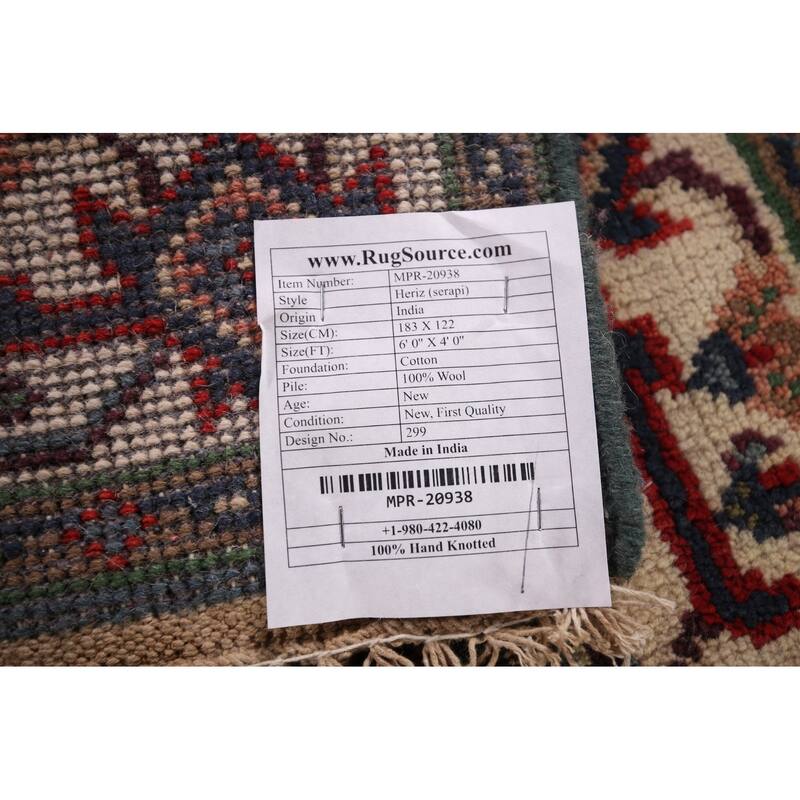 www.RugSource.com
Item Number: MPR-20938
Style Heriz (serapi)
Origin India
Size(CM): 183 X 122
Size(FT): 6' 0" X 4' 0"
Foundation: Cotton
Pile: 100% Wool
Age: New
Condition: New, First Quality
Design No.: 299
Made in India
MPR-20938
+1-980-422-4080
100% Hand Knotted